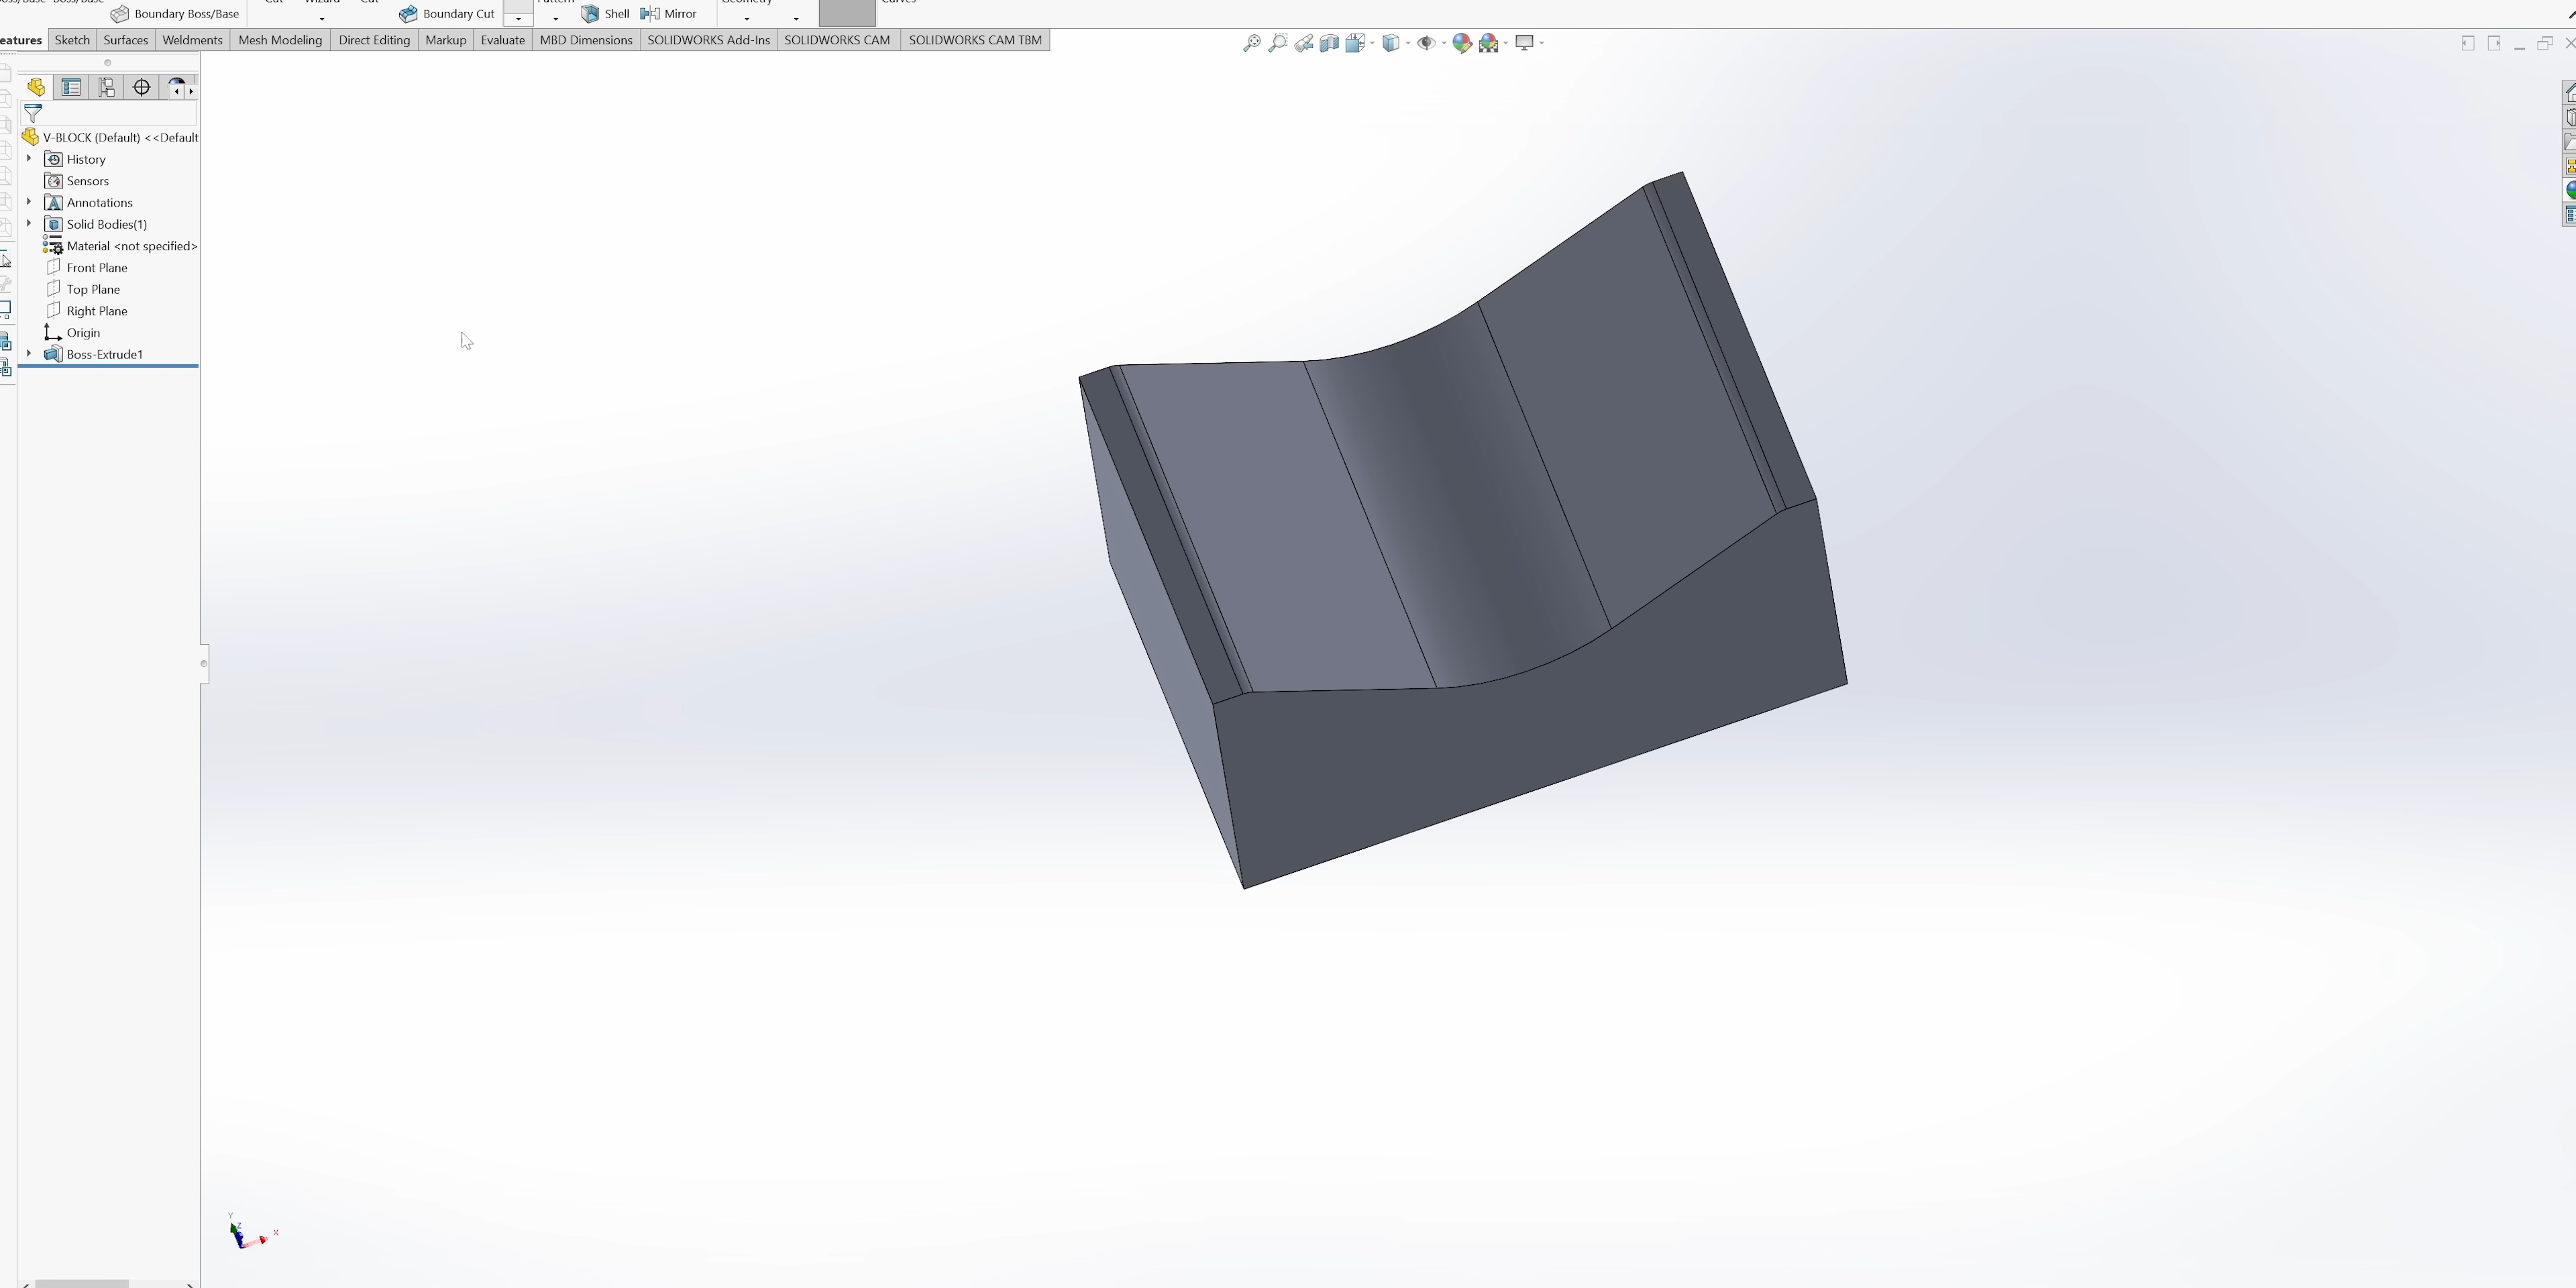 Boundary Boss/Base Boundary Cut Shell Mirror
eatures Sketch Surfaces Weldments Mesh Modeling Direct Editing Markup Evaluate MBD Dimensions SOLIDWORKS Add-Ins SOLIDWORKS CAM SOLIDWORKS CAM TBM
V-BLOCK (Default) <<Default
History
Sensors
Annotations
Solid Bodies(1)
Material <not specified>
Front Plane
Top Plane
Right Plane
Origin
Boss-Extrude1
Y
Z
X